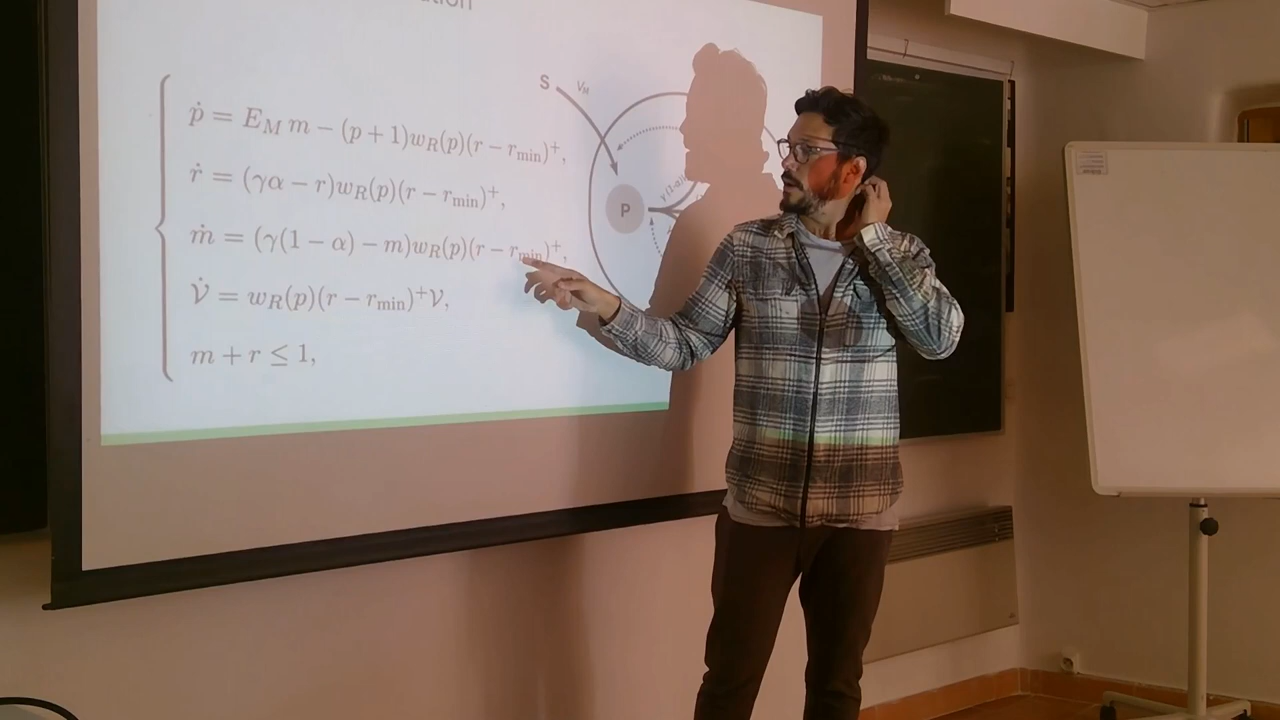 ṗ = E_M m − (p + 1)w_R(p)(r − r_min)⁺,
ṙ = (γα − r)w_R(p)(r − r_min)⁺,
ṁ = (γ(1 − α) − m)w_R(p)(r − r_min)⁺,
𝒱̇ = w_R(p)(r − r_min)⁺𝒱,
m + r ≤ 1,
S
V_M
P